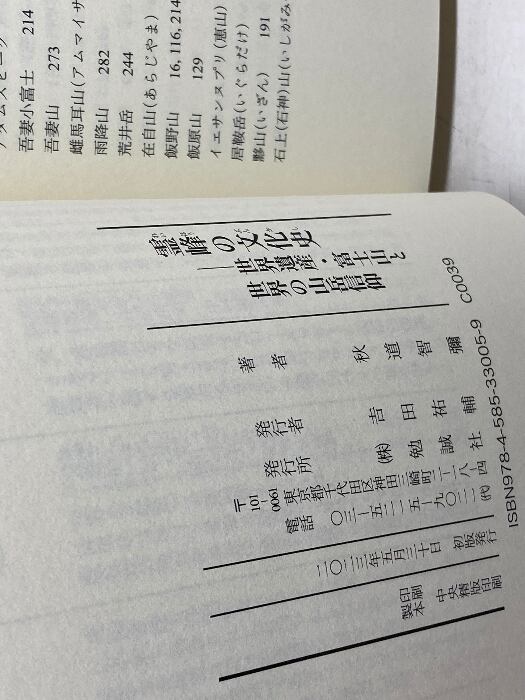 吾妻小富士 214
吾妻山 273
雌馬耳山(アムマイサ
雨降山 282
荒井岳 244
在自山(あらじやま)
飯野山 16, 116, 214
飯原山 129
イエサンヌプリ(恵山)
居鞍岳(いぐらだけ)
黟山(いざん) 191
石上(石神)山(いしがみ
霊峰の文化史
―世界遺産・富士山と
世界の山岳信仰
著者 秋道智彌
発行者 吉田祐輔
発行所 (株)勉誠社
〒101-0061 東京都千代田区神田三崎町二-一八-四
電話 〇三-五二一五-九〇二一(代)
二〇二三年五月三十日 初版発行
印刷
製本 中央精版印刷
ISBN978-4-585-33005-9 C0039